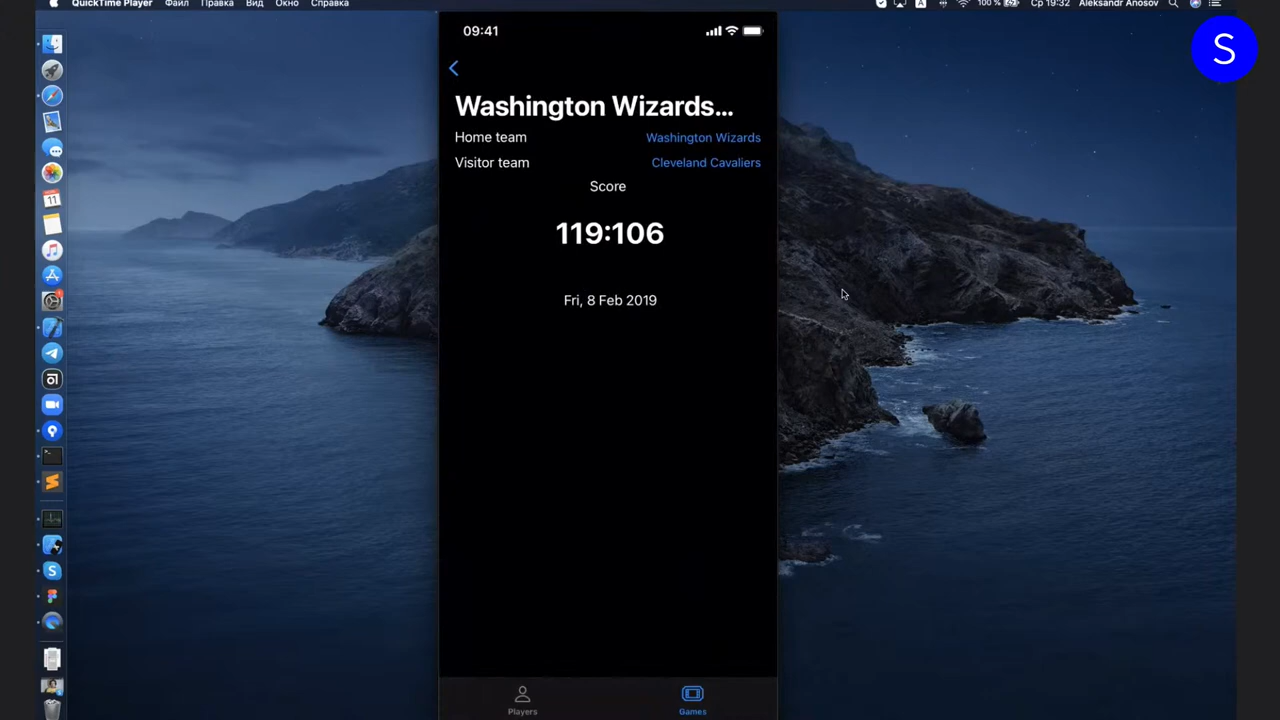 QuickTime Player Файл Правка Вид Окно Справка
A 100 % Ср 19:32 Aleksandr Anosov
S
09:41
Washington Wizards...
Home team Washington Wizards
Visitor team Cleveland Cavaliers
Score
119:106
Fri, 8 Feb 2019
Players Games
11